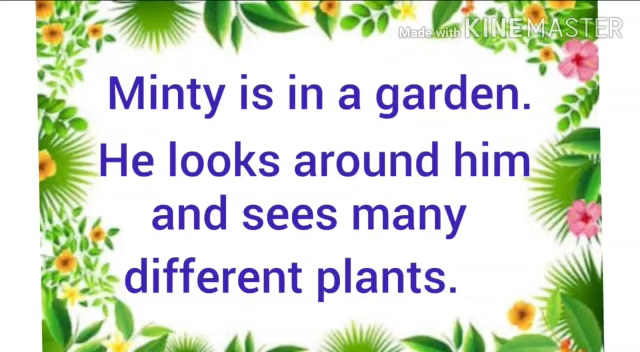 Made with KINEMASTER
Minty is in a garden.
He looks around him
and sees many
different plants.